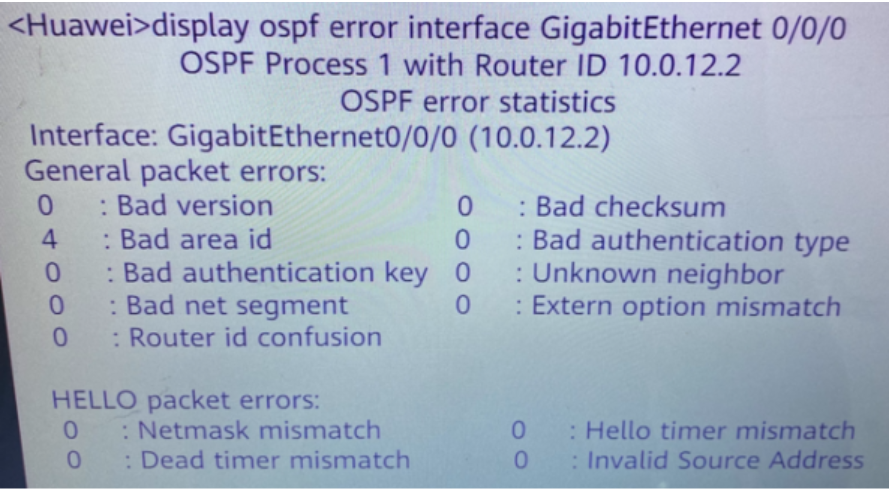 <Huawei>display ospf error interface GigabitEthernet 0/0/0
OSPF Process 1 with Router ID 10.0.12.2
OSPF error statistics
Interface: GigabitEthernet0/0/0 (10.0.12.2)
General packet errors:
0 : Bad version 0 : Bad checksum
4 : Bad area id 0 : Bad authentication type
0 : Bad authentication key 0 : Unknown neighbor
0 : Bad net segment 0 : Extern option mismatch
0 : Router id confusion
HELLO packet errors:
0 : Netmask mismatch 0 : Hello timer mismatch
0 : Dead timer mismatch 0 : Invalid Source Address